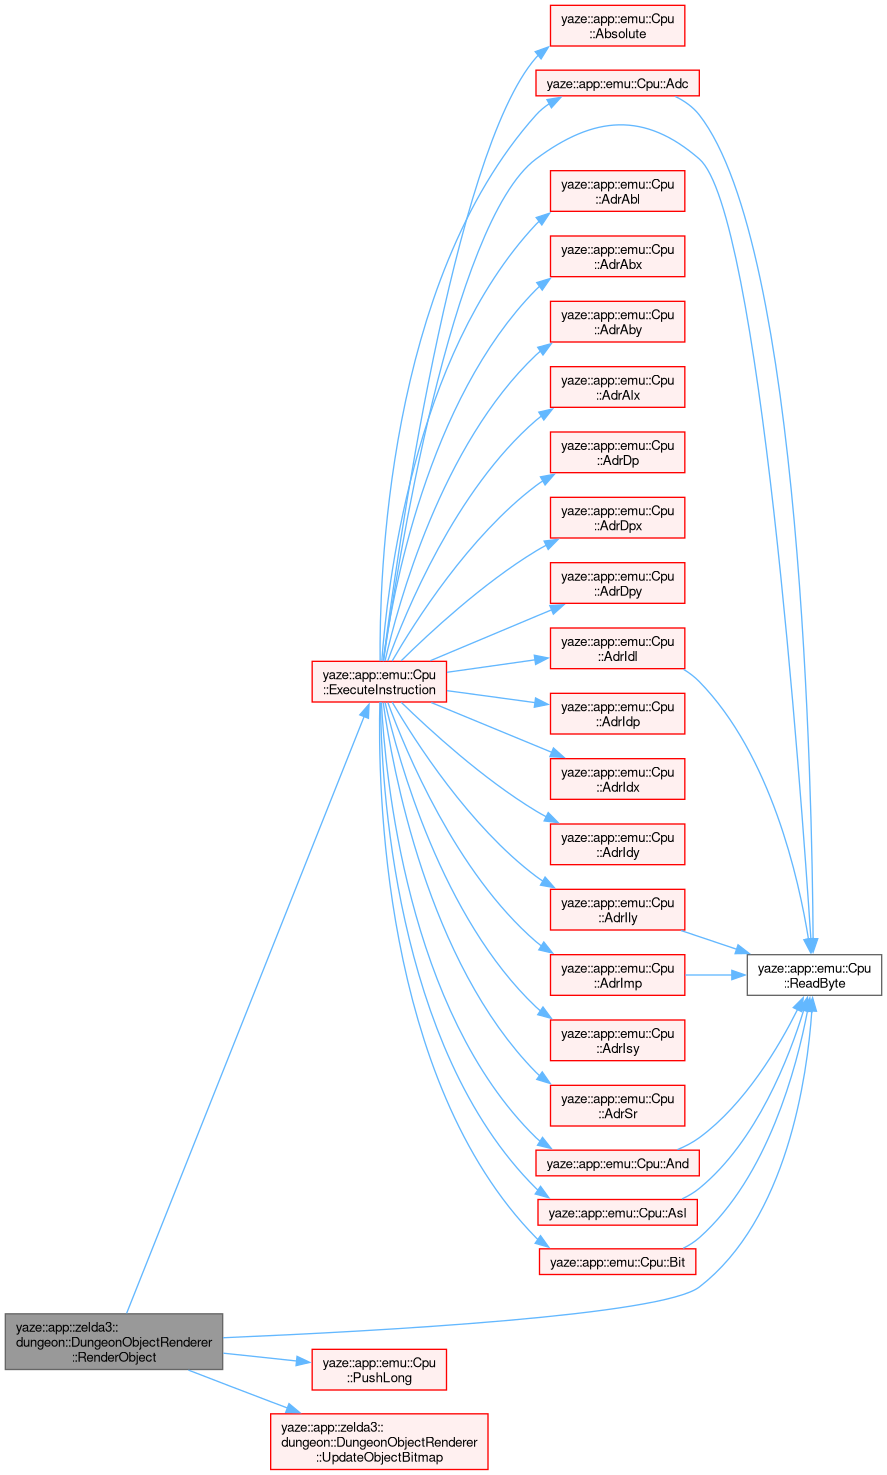 yaze::app::emu::Cpu
::Absolute
yaze::app::emu::Cpu::Adc
yaze::app::emu::Cpu
::AdrAbl
yaze::app::emu::Cpu
::AdrAbx
yaze::app::emu::Cpu
::AdrAby
yaze::app::emu::Cpu
::AdrAlx
yaze::app::emu::Cpu
::AdrDp
yaze::app::emu::Cpu
::AdrDpx
yaze::app::emu::Cpu
::AdrDpy
yaze::app::emu::Cpu
::AdrIdl
yaze::app::emu::Cpu
::ExecuteInstruction
yaze::app::emu::Cpu
::AdrIdp
yaze::app::emu::Cpu
::AdrIdx
yaze::app::emu::Cpu
::AdrIdy
yaze::app::emu::Cpu
::AdrIly
yaze::app::emu::Cpu
::AdrImp
yaze::app::emu::Cpu
::ReadByte
yaze::app::emu::Cpu
::AdrIsy
yaze::app::emu::Cpu
::AdrSr
yaze::app::emu::Cpu::And
yaze::app::emu::Cpu::Asl
yaze::app::emu::Cpu::Bit
yaze::app::zelda3::
dungeon::DungeonObjectRenderer
::RenderObject
yaze::app::emu::Cpu
::PushLong
yaze::app::zelda3::
dungeon::DungeonObjectRenderer
::UpdateObjectBitmap